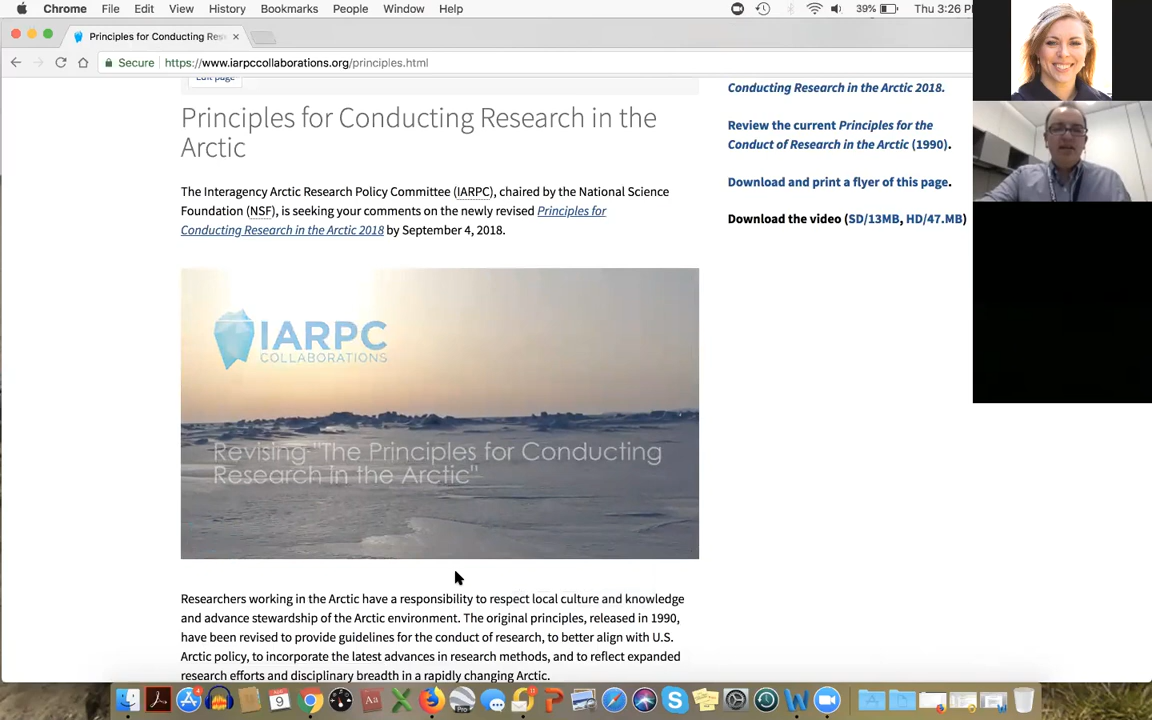 Chrome File Edit View History Bookmarks People Window Help 39% Thu 3:26 P
Principles for Conducting Res
Secure https://www.iarpccollaborations.org/principles.html
Edit page
Principles for Conducting Research in the
Arctic
The Interagency Arctic Research Policy Committee (IARPC), chaired by the National Science
Foundation (NSF), is seeking your comments on the newly revised Principles for
Conducting Research in the Arctic 2018 by September 4, 2018.
IARPC
COLLABORATIONS
Revising "The Principles for Conducting
Research in the Arctic"
Researchers working in the Arctic have a responsibility to respect local culture and knowledge
and advance stewardship of the Arctic environment. The original principles, released in 1990,
have been revised to provide guidelines for the conduct of research, to better align with U.S.
Arctic policy, to incorporate the latest advances in research methods, and to reflect expanded
research efforts and disciplinary breadth in a rapidly changing Arctic.
Conducting Research in the Arctic 2018.
Review the current Principles for the
Conduct of Research in the Arctic (1990).
Download and print a flyer of this page.
Download the video (SD/13MB, HD/47.MB)
9
Pro